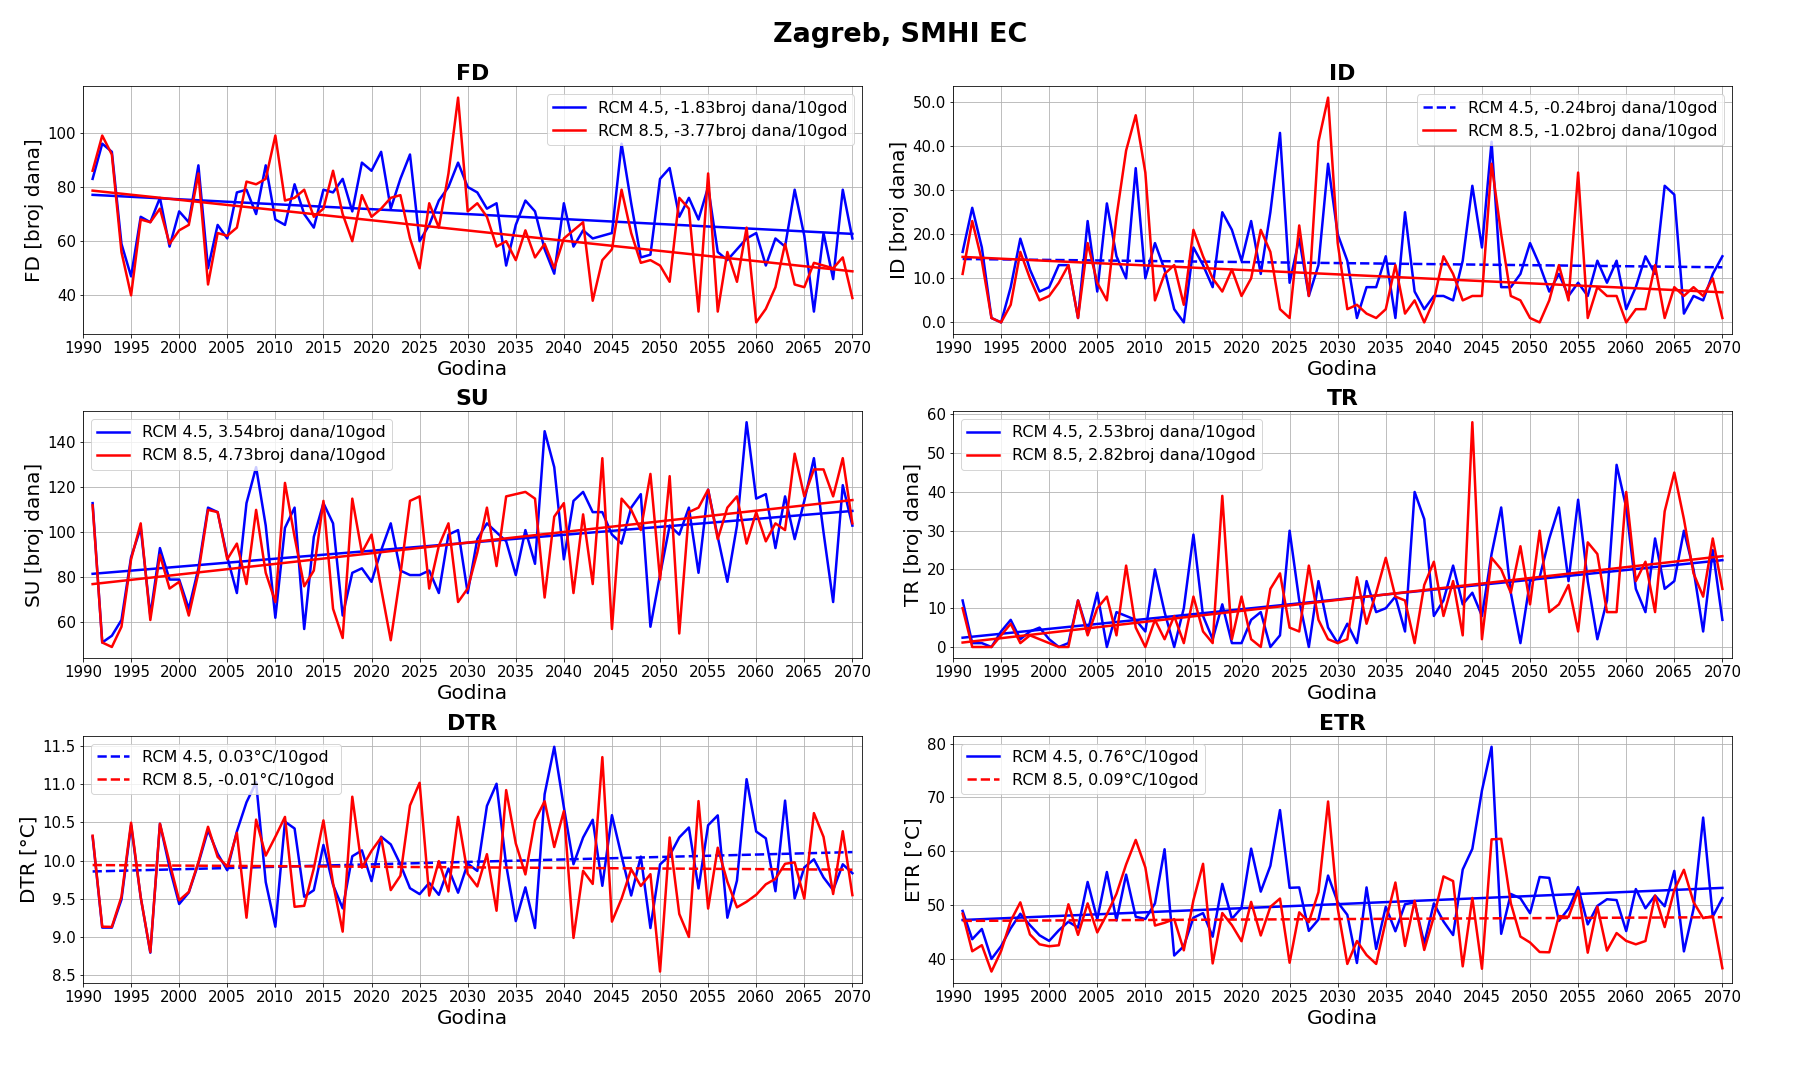 Zagreb, SMHI EC
FD
FD [broj dana]
RCM 4.5, -1.83broj dana/10god
RCM 8.5, -3.77broj dana/10god
100
80
60
40
1990 1995 2000 2005 2010 2015 2020 2025 2030 2035 2040 2045 2050 2055 2060 2065 2070
Godina
ID
ID [broj dana]
RCM 4.5, -0.24broj dana/10god
RCM 8.5, -1.02broj dana/10god
50.0
40.0
30.0
20.0
10.0
0.0
1990 1995 2000 2005 2010 2015 2020 2025 2030 2035 2040 2045 2050 2055 2060 2065 2070
Godina
SU
SU [broj dana]
RCM 4.5, 3.54broj dana/10god
RCM 8.5, 4.73broj dana/10god
140
120
100
80
60
1990 1995 2000 2005 2010 2015 2020 2025 2030 2035 2040 2045 2050 2055 2060 2065 2070
Godina
TR
TR [broj dana]
RCM 4.5, 2.53broj dana/10god
RCM 8.5, 2.82broj dana/10god
60
50
40
30
20
10
0
1990 1995 2000 2005 2010 2015 2020 2025 2030 2035 2040 2045 2050 2055 2060 2065 2070
Godina
DTR
DTR [°C]
RCM 4.5, 0.03°C/10god
RCM 8.5, -0.01°C/10god
11.5
11.0
10.5
10.0
9.5
9.0
8.5
1990 1995 2000 2005 2010 2015 2020 2025 2030 2035 2040 2045 2050 2055 2060 2065 2070
Godina
ETR
ETR [°C]
RCM 4.5, 0.76°C/10god
RCM 8.5, 0.09°C/10god
80
70
60
50
40
1990 1995 2000 2005 2010 2015 2020 2025 2030 2035 2040 2045 2050 2055 2060 2065 2070
Godina